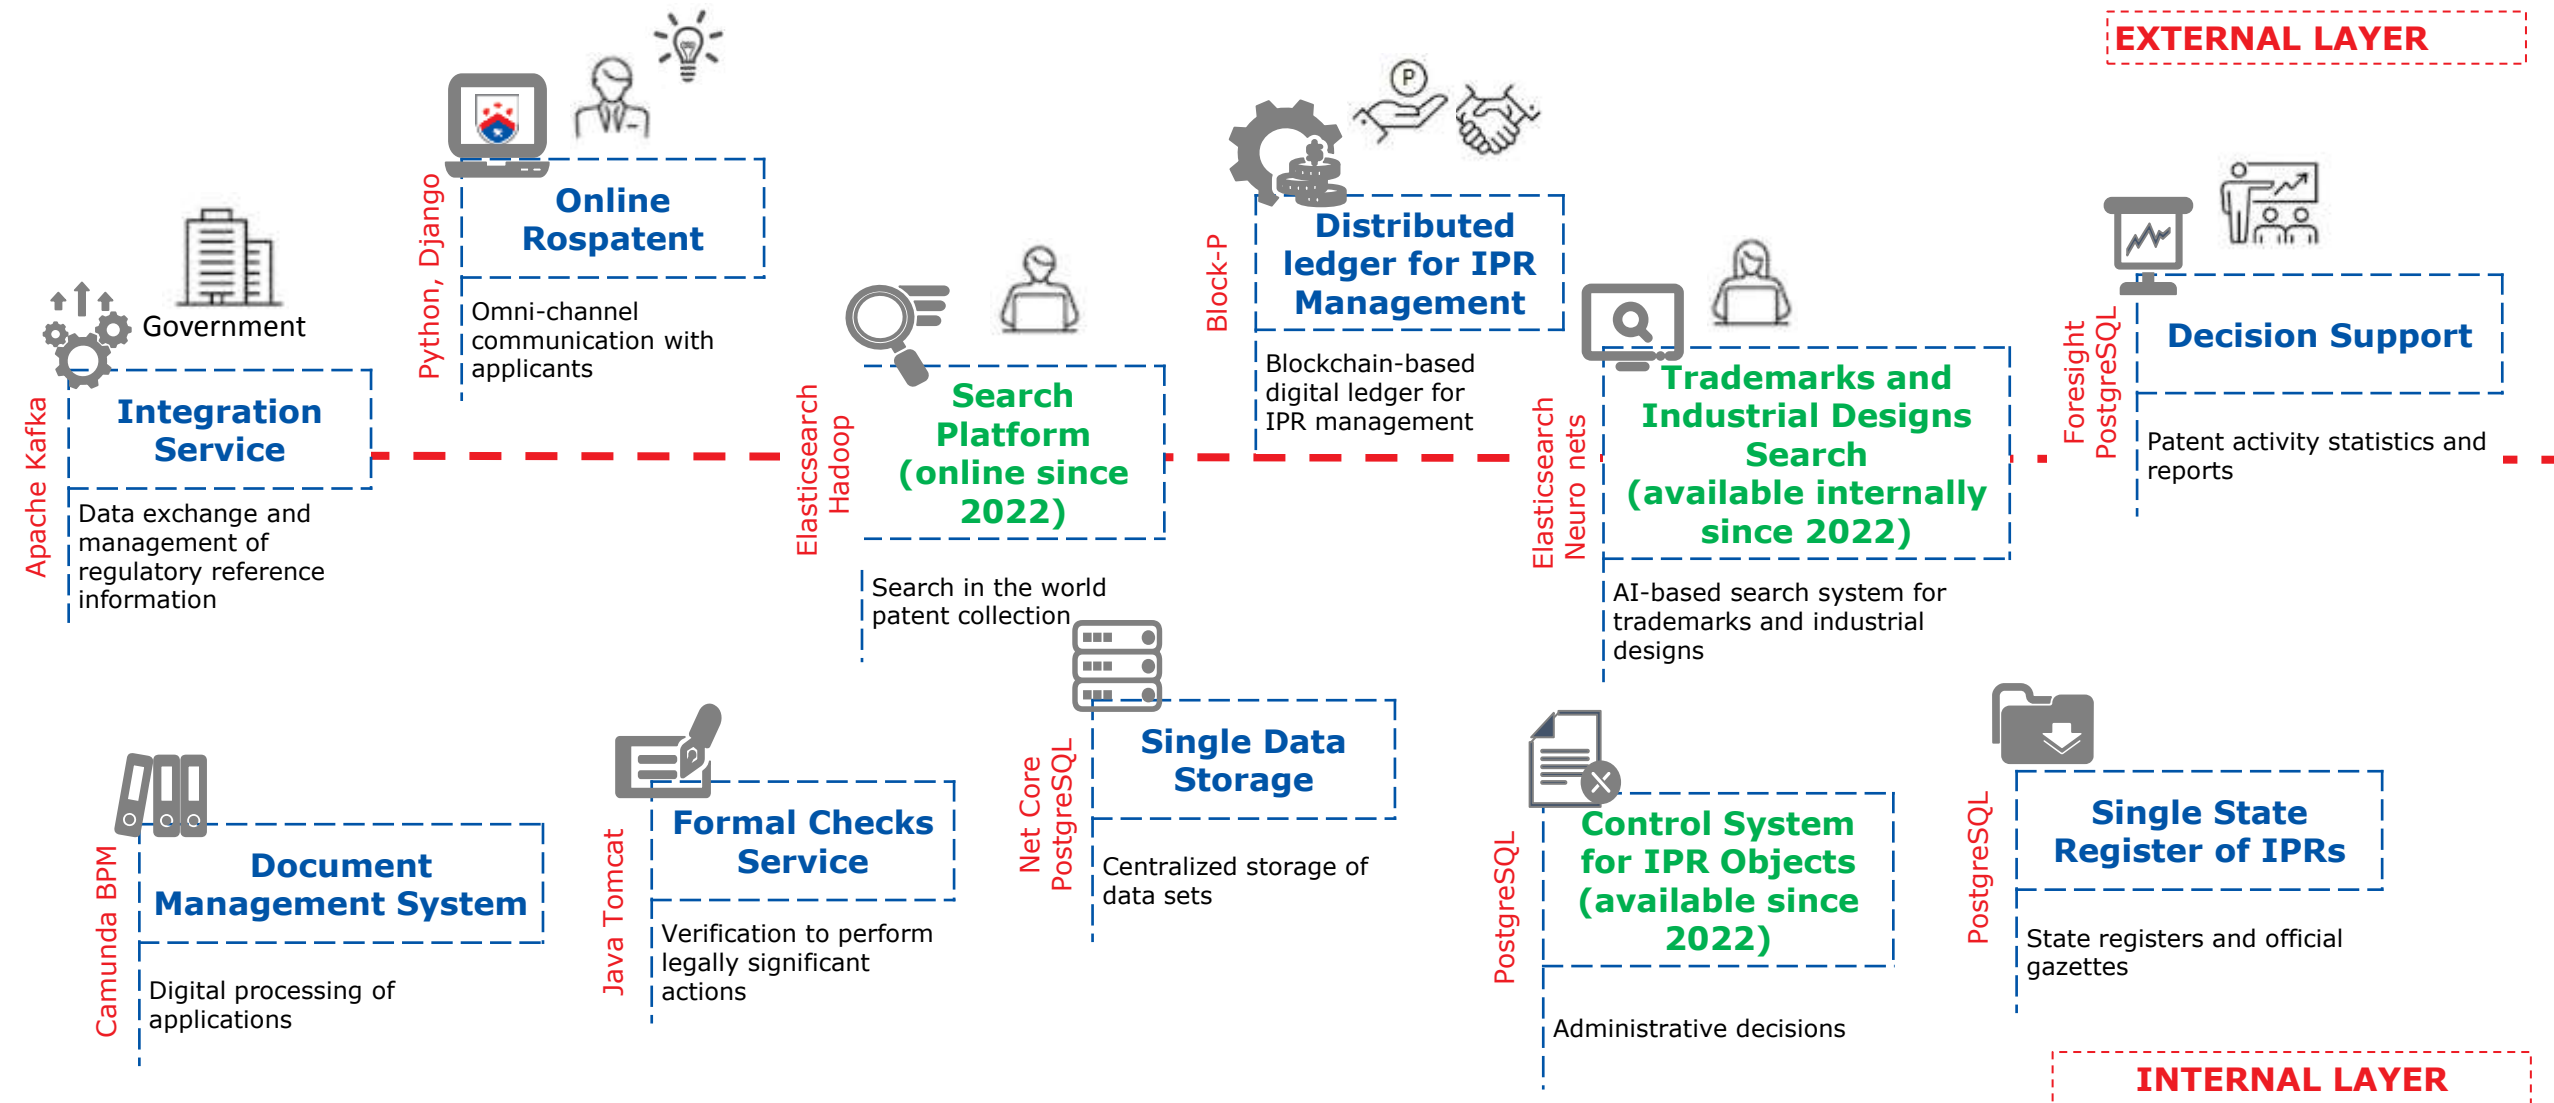 EXTERNAL LAYER
Government
Apache Kafka
Integration
Service
Data exchange and
management of
regulatory reference
information
Python, Django
Online
Rospatent
Omni-channel
communication with
applicants
Elasticsearch
Hadoop
Search
Platform
(online since
2022)
Search in the world
patent collection
P
$
Block-P
Distributed
ledger for IPR
Management
Blockchain-based
digital ledger for
IPR management
Elasticsearch
Neuro nets
Trademarks and
Industrial Designs
Search
(available internally
since 2022)
AI-based search system for
trademarks and industrial
designs
Foresight
PostgreSQL
Decision Support
Patent activity statistics and
reports
Camunda BPM
Document
Management System
Digital processing of
applications
Java Tomcat
Formal Checks
Service
Verification to perform
legally significant
actions
Net Core
PostgreSQL
Single Data
Storage
Centralized storage of
data sets
PostgreSQL
Control System
for IPR Objects
(available since
2022)
Administrative decisions
PostgreSQL
Single State
Register of IPRs
State registers and official
gazettes
INTERNAL LAYER